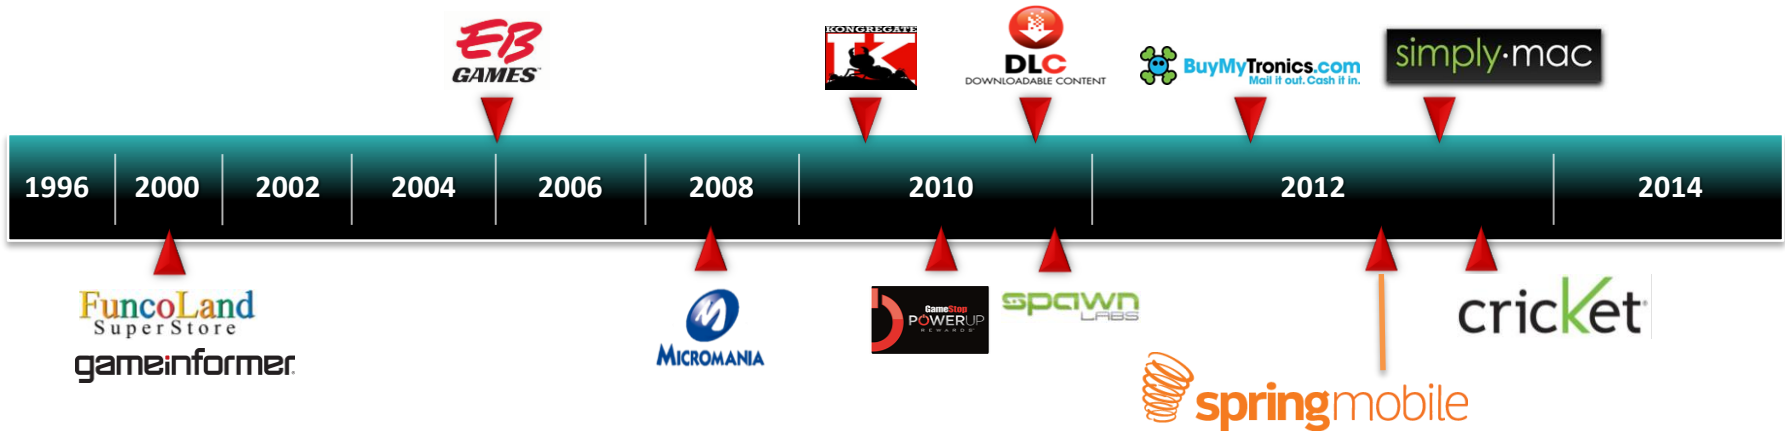 EB
GAMES™
KONGREGATE
K
DLC
DOWNLOADABLE CONTENT
BuyMyTronics.com
Mail it out. Cash it in.
simply·mac
1996
2000
2002
2004
2006
2008
2010
2012
2014
FuncoLand
SuperStore
gameinformer
M
MICROMANIA
GameStop
POWERUP
REWARDS
spawn
LABS
cricket
springmobile